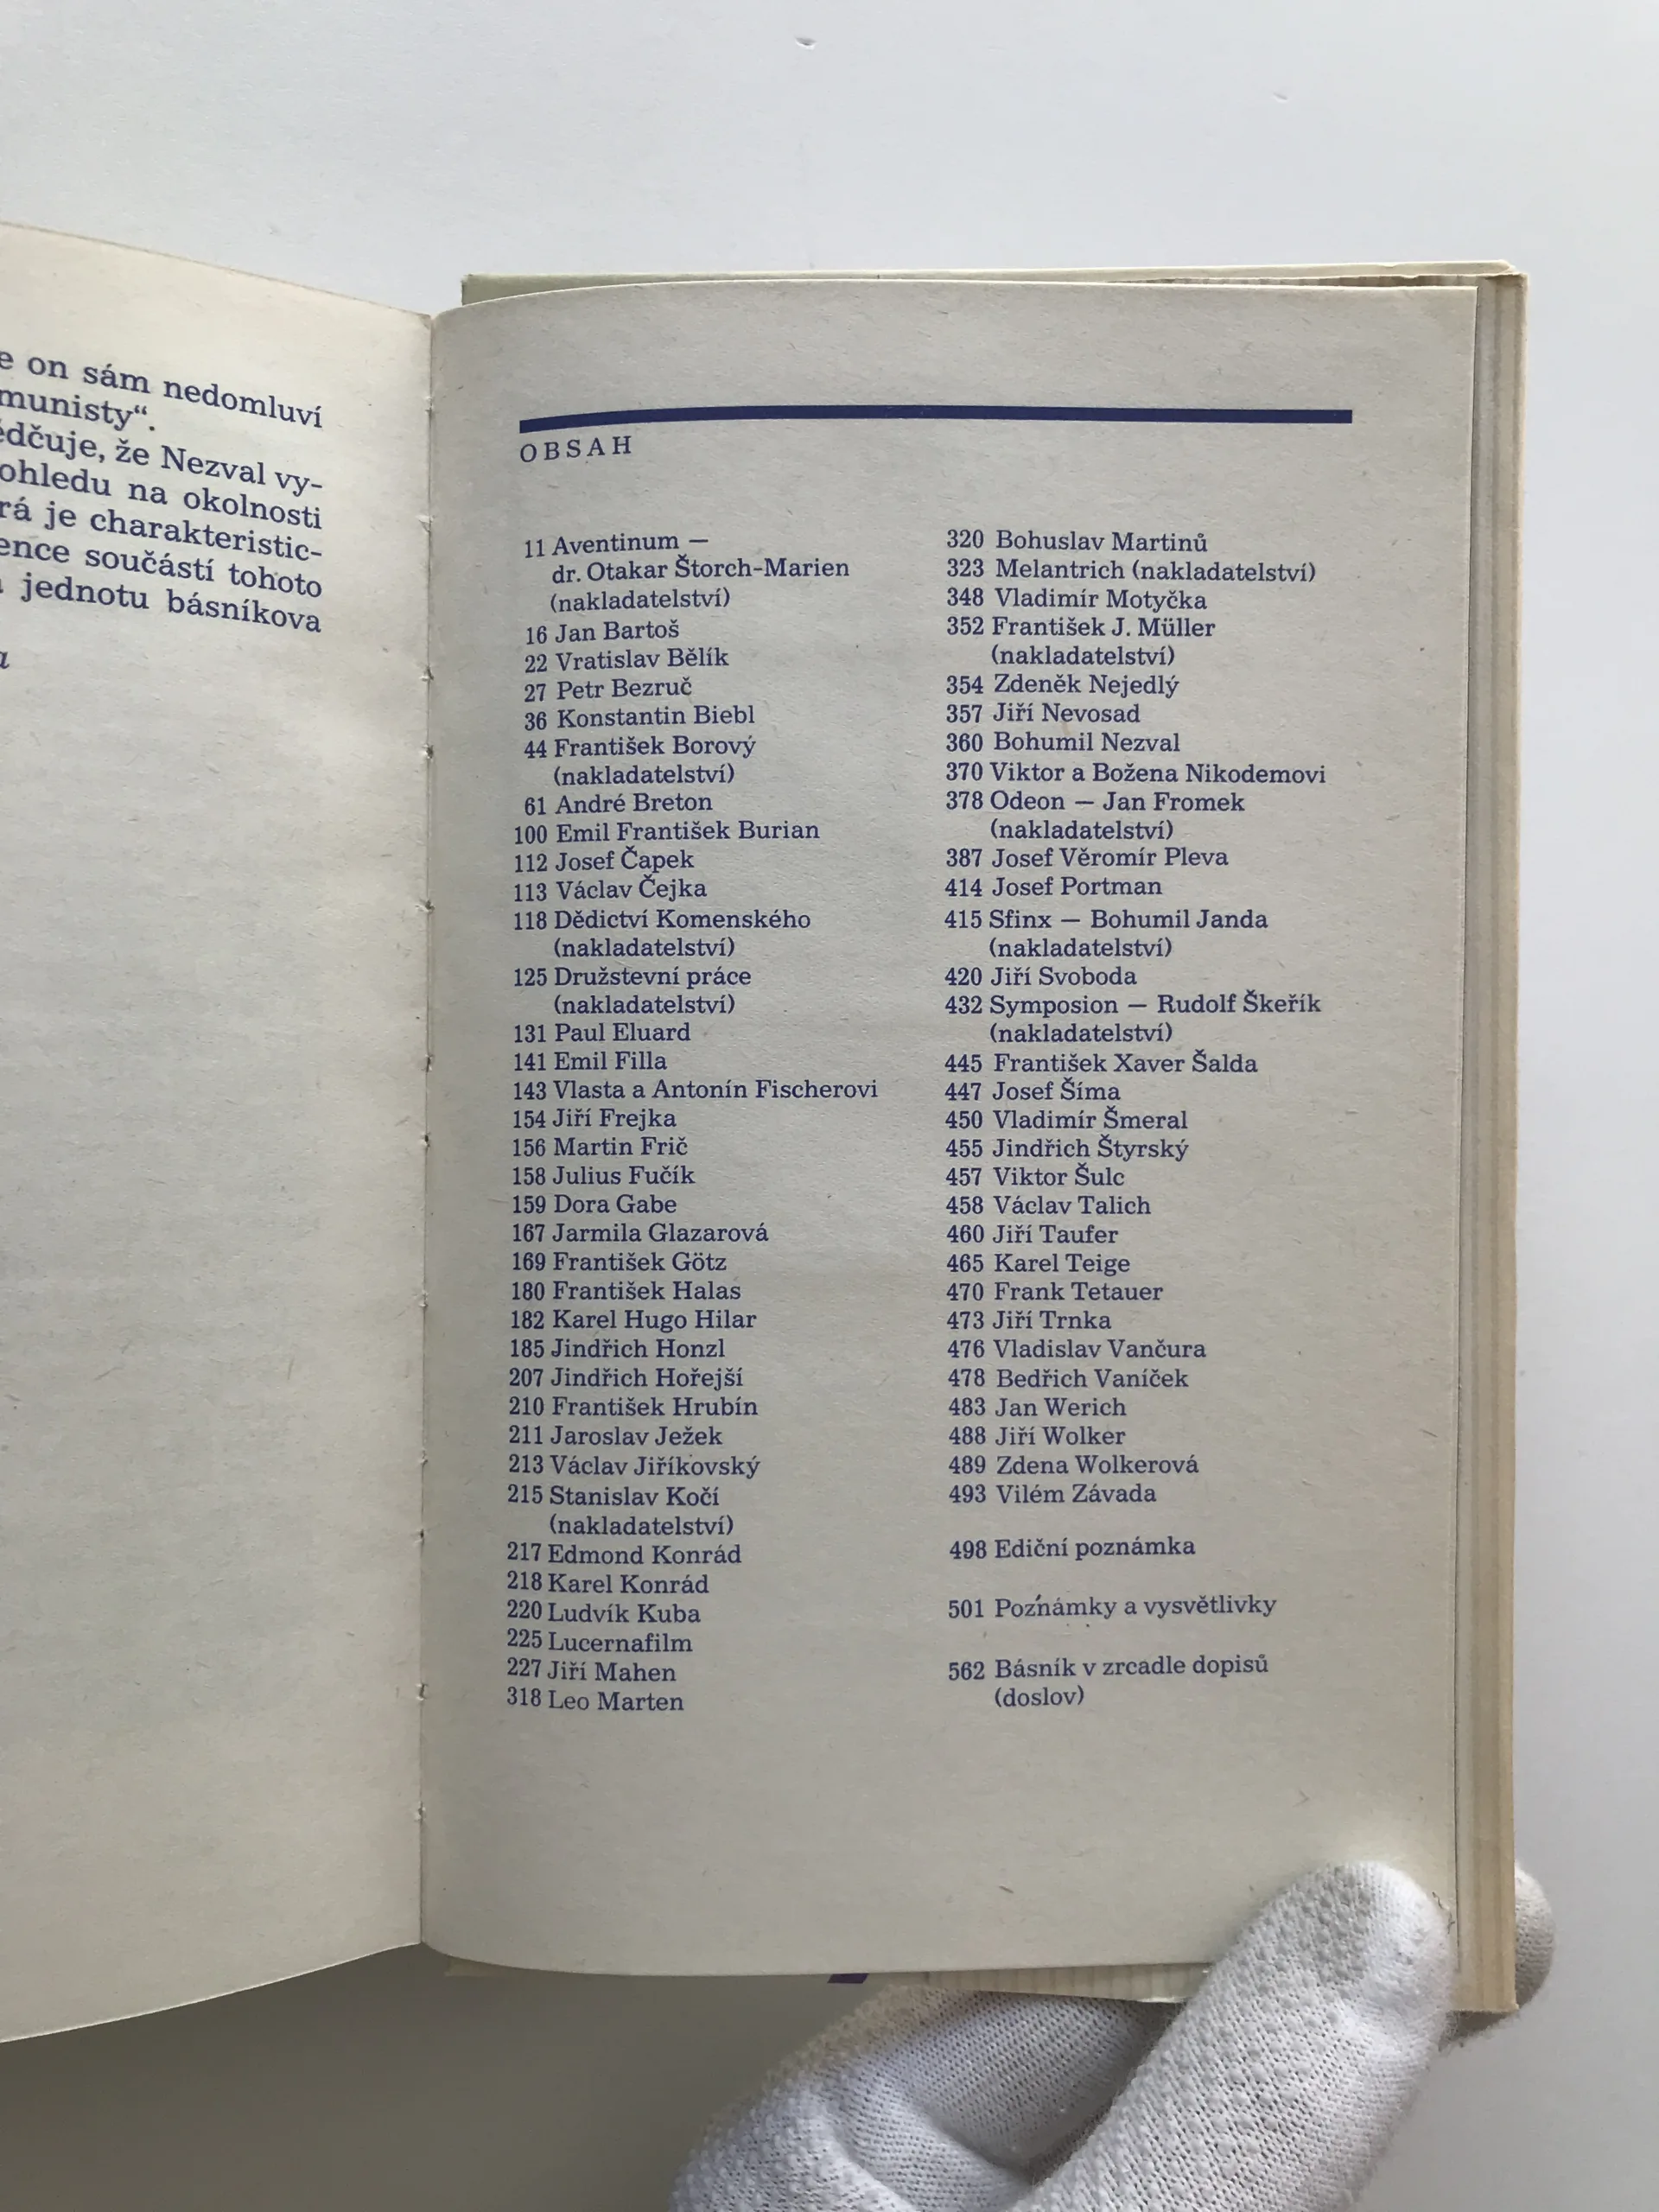 e on sám nedomluví
munisty“.
ědčuje, že Nezval vy-
ohledu na okolnosti
rá je charakteristic-
ence součástí tohoto
jednotu básníkova
OBSAH
11 Aventinum —
dr. Otakar Štorch-Marien
(nakladatelství)
16 Jan Bartoš
22 Vratislav Bělík
27 Petr Bezruč
36 Konstantin Biebl
44 František Borový
(nakladatelství)
61 André Breton
100 Emil František Burian
112 Josef Čapek
113 Václav Čejka
118 Dědictví Komenského
(nakladatelství)
125 Družstevní práce
(nakladatelství)
131 Paul Eluard
141 Emil Filla
143 Vlasta a Antonín Fischerovi
154 Jiří Frejka
156 Martin Frič
158 Julius Fučík
159 Dora Gabe
167 Jarmila Glazarová
169 František Götz
180 František Halas
182 Karel Hugo Hilar
185 Jindřich Honzl
207 Jindřich Hořejší
210 František Hrubín
211 Jaroslav Ježek
213 Václav Jiříkovský
215 Stanislav Kočí
(nakladatelství)
217 Edmond Konrád
218 Karel Konrád
220 Ludvík Kuba
225 Lucernafilm
227 Jiří Mahen
318 Leo Marten
320 Bohuslav Martinů
323 Melantrich (nakladatelství)
348 Vladimír Motyčka
352 František J. Müller
(nakladatelství)
354 Zdeněk Nejedlý
357 Jiří Nevosad
360 Bohumil Nezval
370 Viktor a Božena Nikodemovi
378 Odeon — Jan Fromek
(nakladatelství)
387 Josef Věromír Pleva
414 Josef Portman
415 Sfinx — Bohumil Janda
(nakladatelství)
420 Jiří Svoboda
432 Symposion — Rudolf Škeřík
(nakladatelství)
445 František Xaver Šalda
447 Josef Šíma
450 Vladimír Šmeral
455 Jindřich Štyrský
457 Viktor Šulc
458 Václav Talich
460 Jiří Taufer
465 Karel Teige
470 Frank Tetauer
473 Jiří Trnka
476 Vladislav Vančura
478 Bedřich Vaníček
483 Jan Werich
488 Jiří Wolker
489 Zdena Wolkerová
493 Vilém Závada
498 Ediční poznámka
501 Poznámky a vysvětlivky
562 Básník v zrcadle dopisů
(doslov)